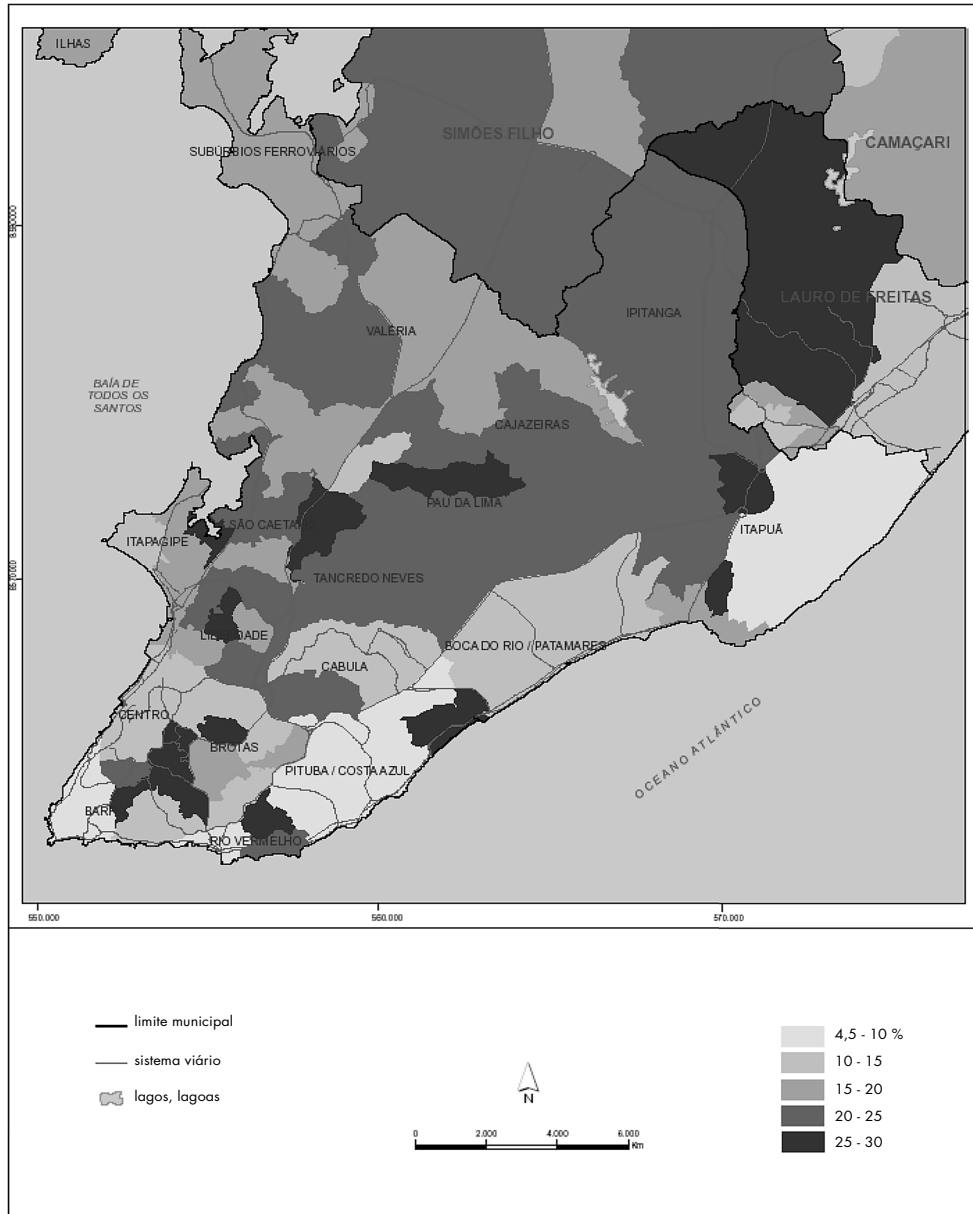 ILHAS
SIMÕES FILHO
CAMAÇARI
SUBÚRBIOS FERROVIÁRIOS
LAURO DE FREITAS
IPITANGA
VALÉRIA
BAÍA DE
TODOS OS
SANTOS
CAJAZEIRAS
PAU DA LIMA
SÃO CAETANO
ITAPUÃ
ITAPAGIPE
TANCREDO NEVES
LIBERDADE
BOCA DO RIO / PATAMARES
CABULA
CENTRO
BROTAS
PITUBA / COSTA AZUL
OCEANO ATLÂNTICO
BARRA
RIO VERMELHO
550.000
560.000
570.000
limite municipal
sistema viário
lagos, lagoas
N
0
2.000
4.000
6.000
Km
4,5 - 10 %
10 - 15
15 - 20
20 - 25
25 - 30